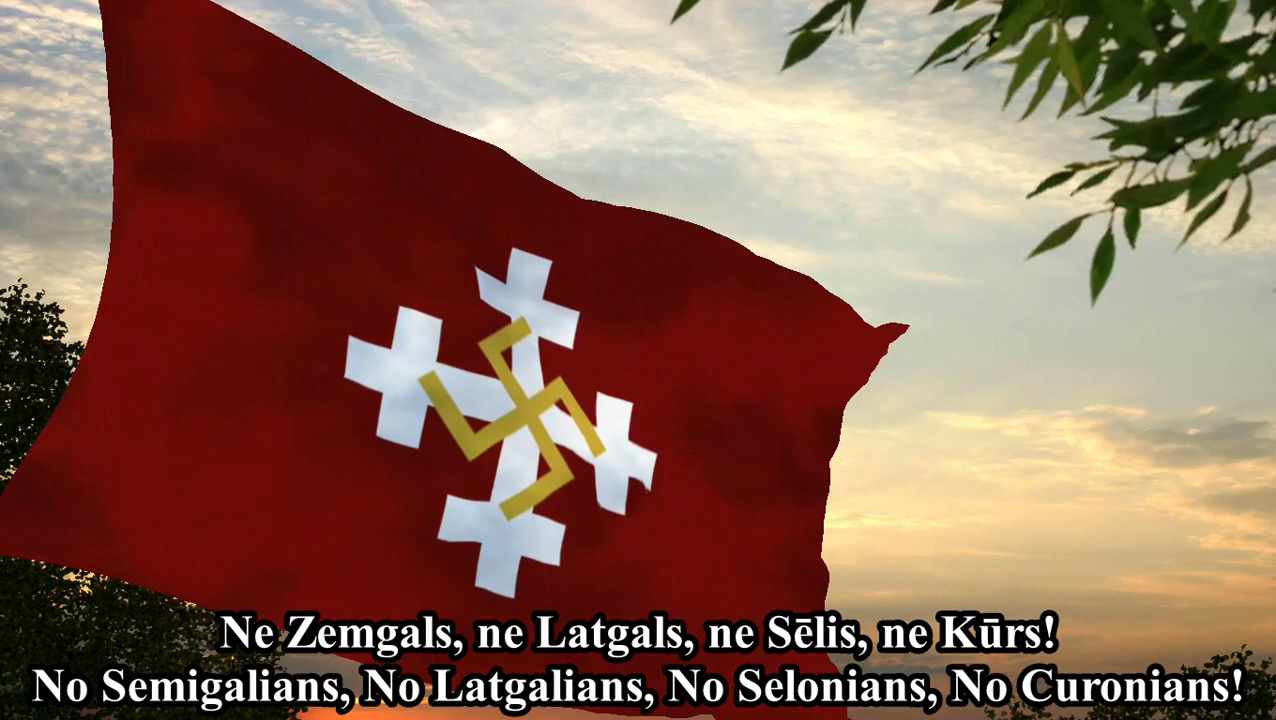 Ne Zemgals, ne Latgals, ne Sēlis, ne Kūrs!
No Semigalians, No Latgalians, No Selonians, No Curonians!